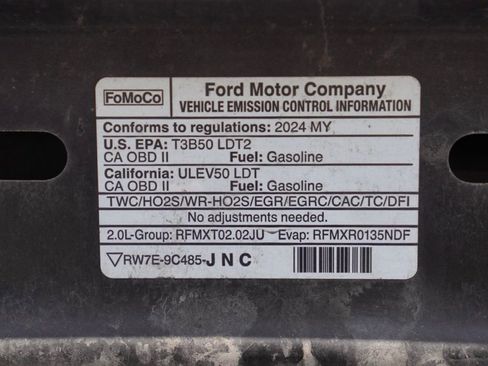 FoMoCo
Ford Motor Company
VEHICLE EMISSION CONTROL INFORMATION
Conforms to regulations: 2024 MY
U.S. EPA: T3B50 LDT2
CA OBD II Fuel: Gasoline
California: ULEV50 LDT
CA OBD II Fuel: Gasoline
TWC/HO2S/WR-HO2S/EGR/EGRC/CAC/TC/DFI
No adjustments needed.
2.0L-Group: RFMXT02.02JU Evap: RFMXR0135NDF
▽RW7E-9C485-JNC